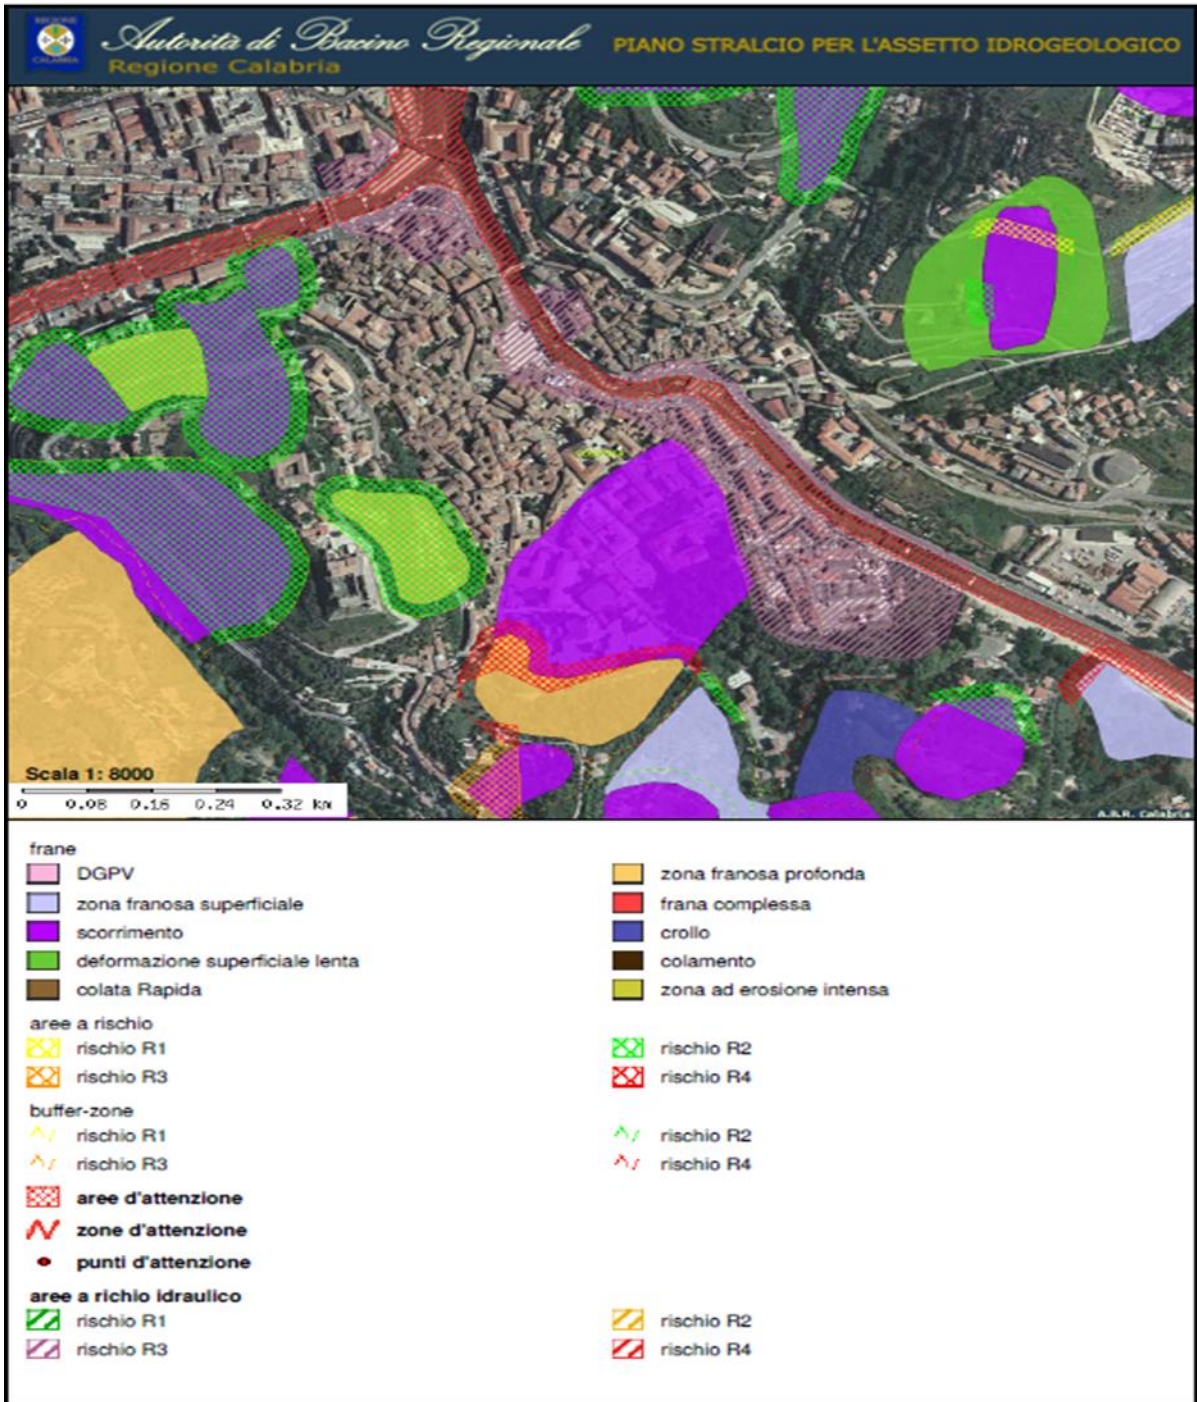 REGIONE
CALABRIA
Autorità di Bacino Regionale
PIANO STRALCIO PER L'ASSETTO IDROGEOLOGICO
Regione Calabria
Scala 1: 8000
0 0.08 0.16 0.24 0.32 km
A.B.R. Calabria
frane
DGPV
zona franosa profonda
zona franosa superficiale
frana complessa
scorrimento
crollo
deformazione superficiale lenta
colamento
colata Rapida
zona ad erosione intensa
aree a rischio
rischio R1
rischio R2
rischio R3
rischio R4
buffer-zone
rischio R1
rischio R2
rischio R3
rischio R4
aree d'attenzione
zone d'attenzione
punti d'attenzione
aree a richio idraulico
rischio R1
rischio R2
rischio R3
rischio R4